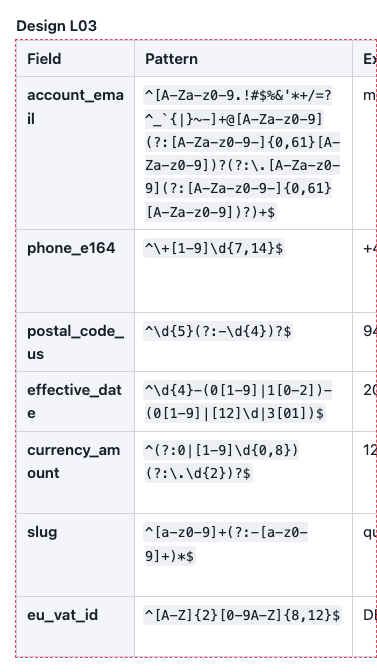 Design L03
Field Pattern Ex
account_ema
il
^[A-Za-z0-9.!#$%&'*+/=?
^_`{|}~-]+@[A-Za-z0-9]
(?:[A-Za-z0-9-]{0,61}[A-
Za-z0-9])?(?:\.[A-Za-z0-
9](?:[A-Za-z0-9-]{0,61}
[A-Za-z0-9])?)+$
m
phone_e164 ^\+[1-9]\d{7,14}$ +4
postal_code_
us
^\d{5}(?:-\d{4})?$
94
effective_dat
e
^\d{4}-(0[1-9]|1[0-2])-
(0[1-9]|[12]\d|3[01])$
20
currency_am
ount
^(?:0|[1-9]\d{0,8})
(?:\.\d{2})?$
12
slug
^[a-z0-9]+(?:-[a-z0-
9]+)*$
qu
eu_vat_id ^[A-Z]{2}[0-9A-Z]{8,12}$